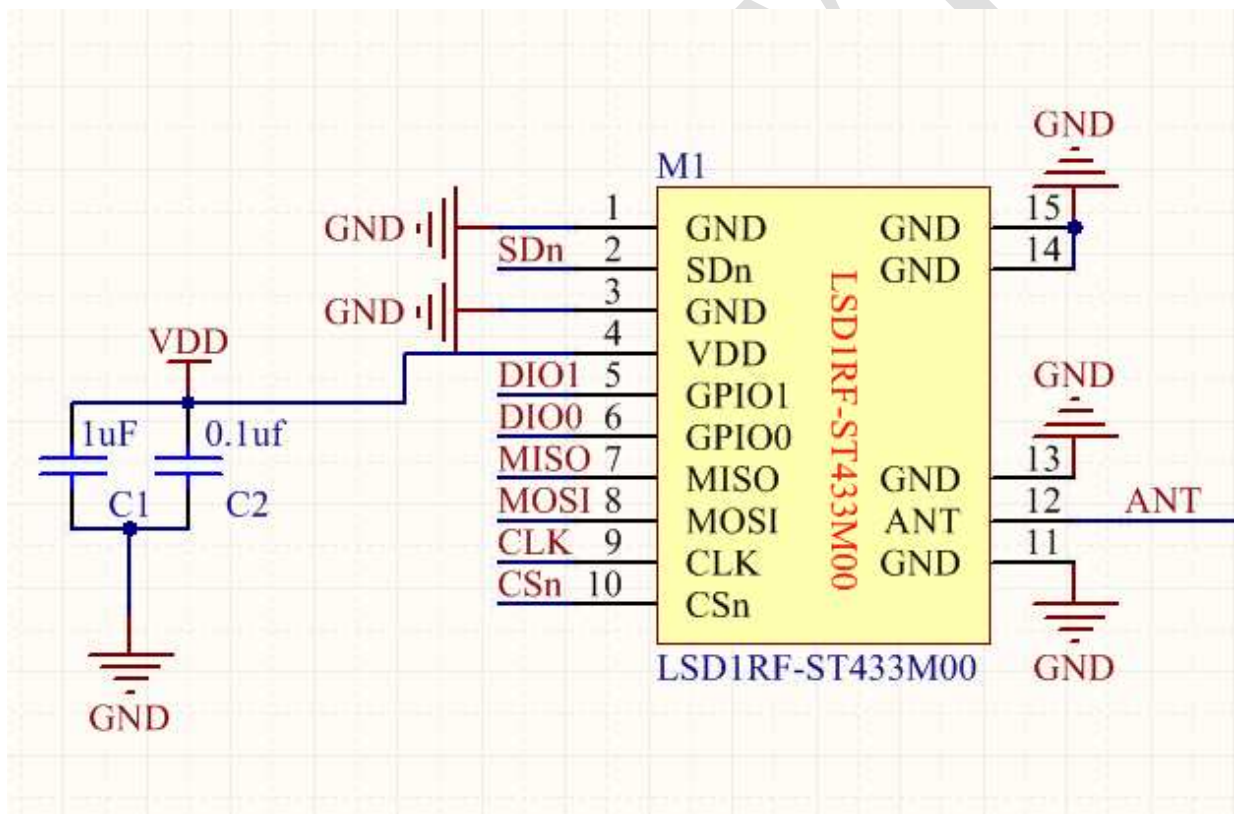 GND
M1
1
15
GND
GND
GND
SDn
2
14
SDn
GND
3
GND
GND
4
VDD
VDD
DIO1
5
GPIO1
GND
DIO0
6
GPIO0
1uF
0.1uf
MISO
7
13
MISO
GND
C1
C2
MOSI
8
12
ANT
MOSI
ANT
CLK
9
11
CLK
GND
CSn
10
CSn
LSD1RF-ST433M00
LSD1RF-ST433M00
GND
GND